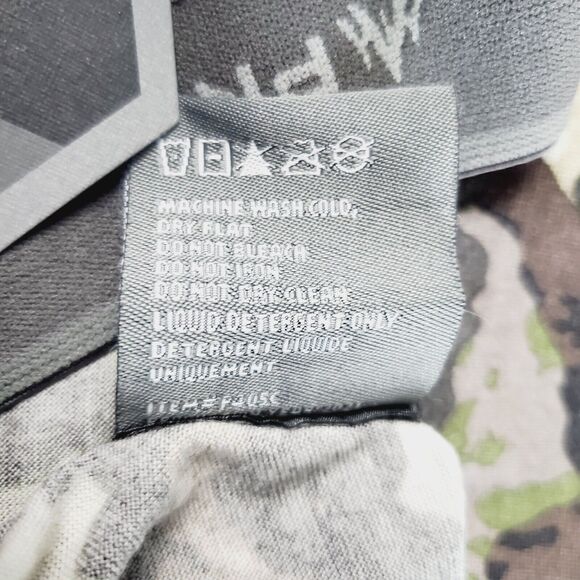 MACHINE WASH COLD,
DRY FLAT
DO NOT BLEACH
DO NOT IRON
DO NOT DRY CLEAN
LIQUID DETERGENT ONLY
DETERGENT LIQUIDE
UNIQUEMENT